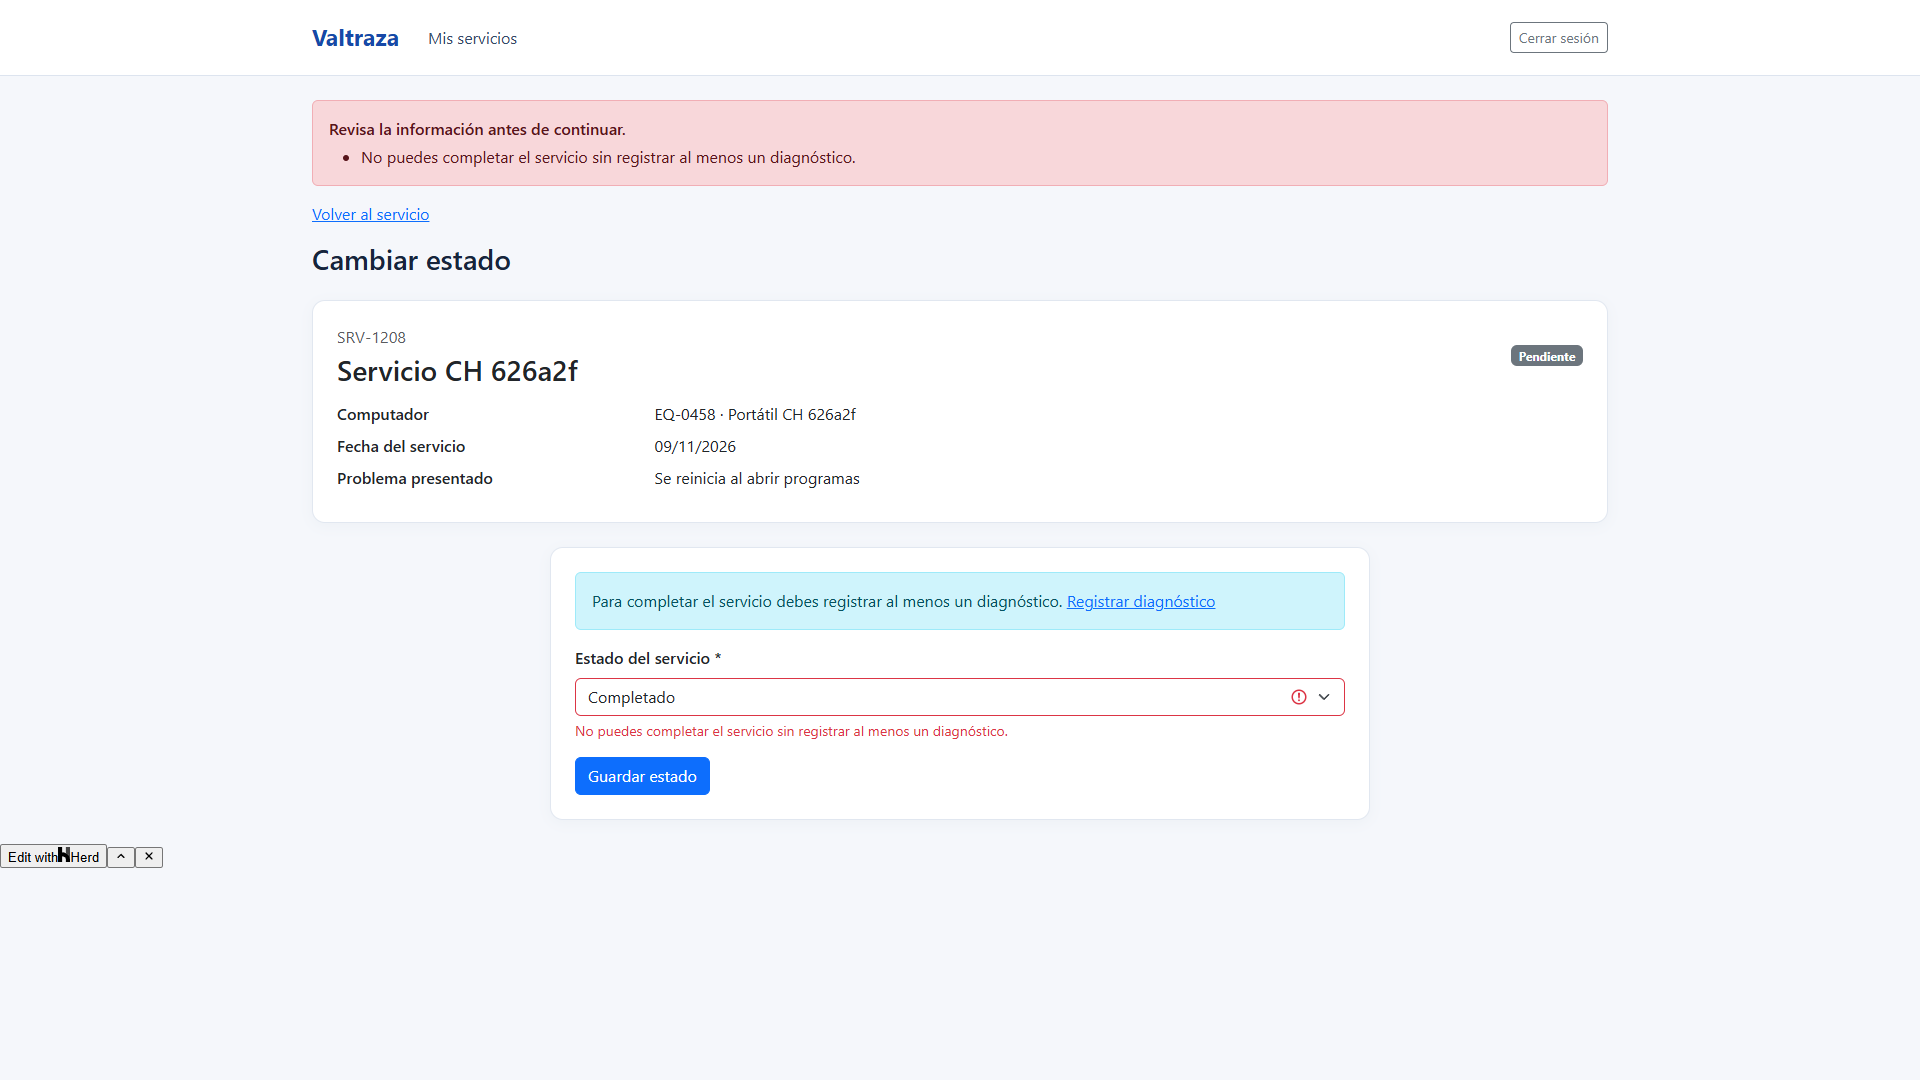 Valtraza Mis servicios Cerrar sesión
Revisa la información antes de continuar.
• No puedes completar el servicio sin registrar al menos un diagnóstico.
Volver al servicio
Cambiar estado
SRV-1208
Servicio CH 626a2f
Pendiente
Computador EQ-0458 · Portátil CH 626a2f
Fecha del servicio 09/11/2026
Problema presentado Se reinicia al abrir programas
Para completar el servicio debes registrar al menos un diagnóstico. Registrar diagnóstico
Estado del servicio *
Completado
No puedes completar el servicio sin registrar al menos un diagnóstico.
Guardar estado
Edit with Herd